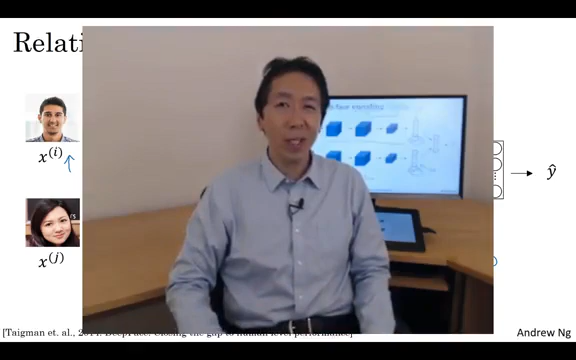 Relati
x^(i)
ŷ
x^(j)
[Taigman et. al., 2014. DeepFace closing the gap to human level performance]
Andrew Ng